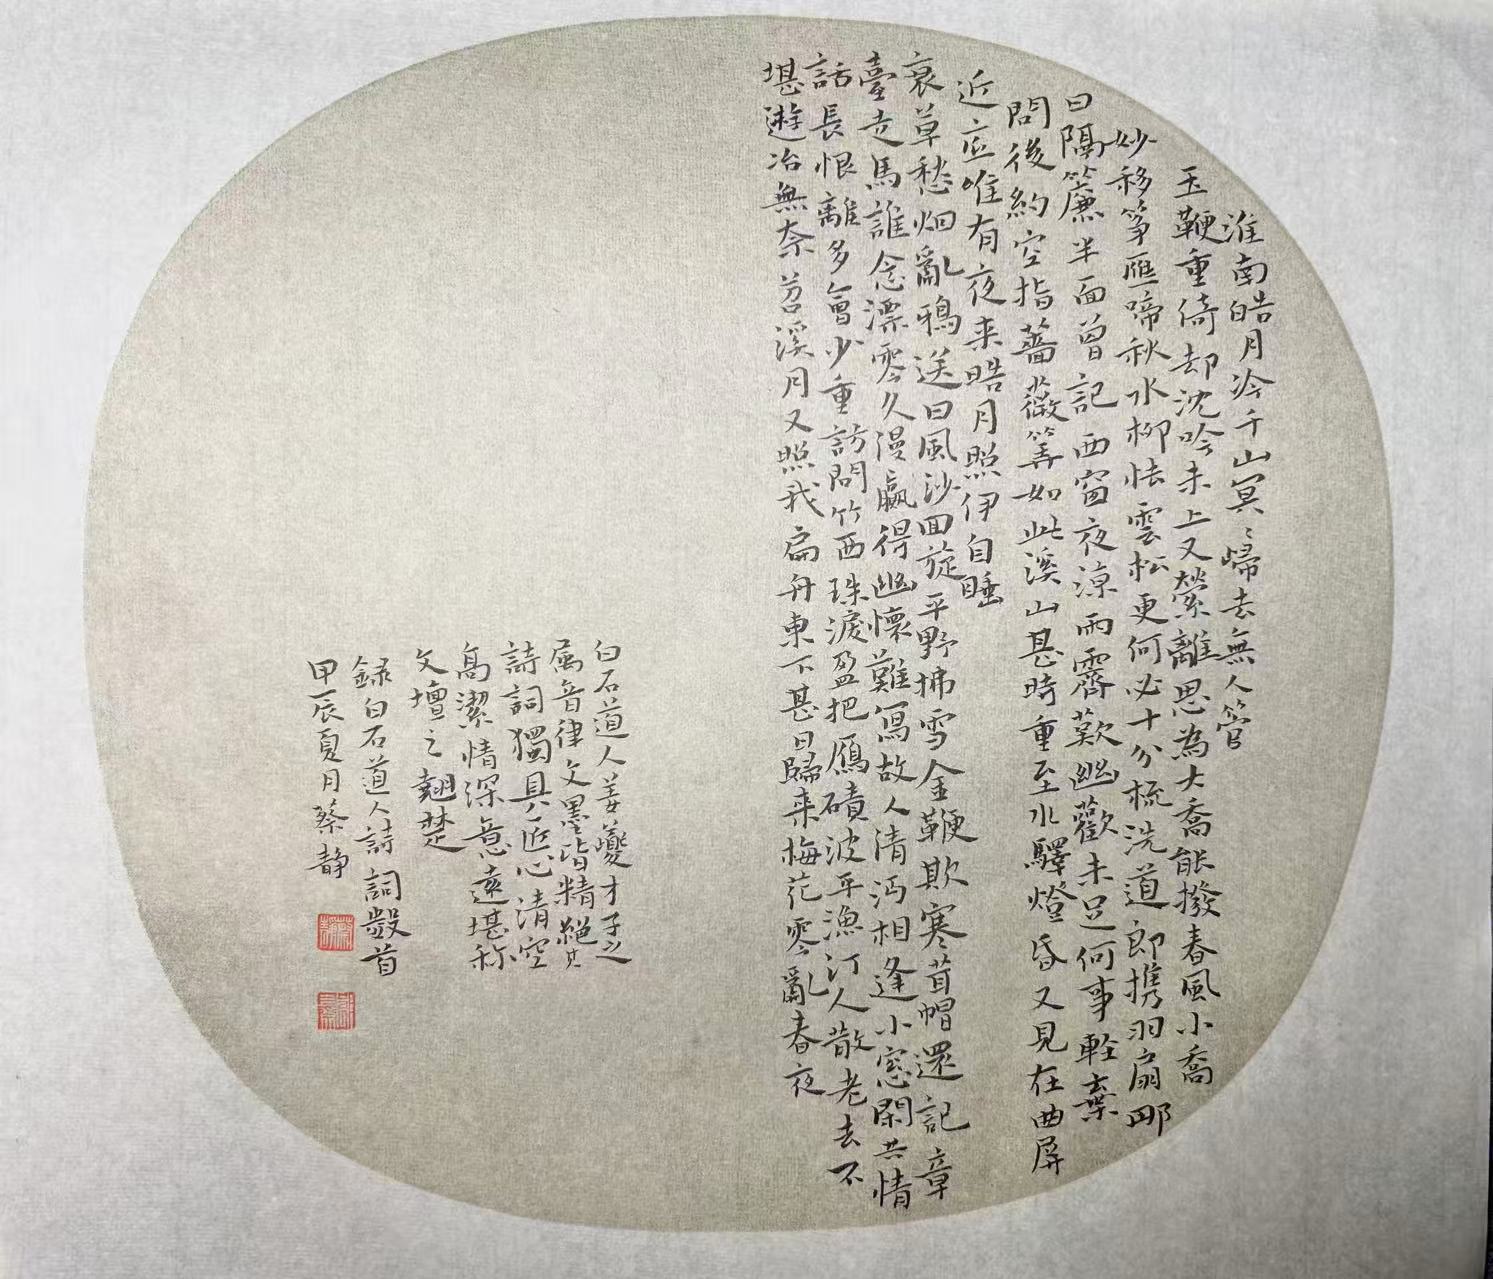 淮南皓月冷千山冥〻歸去無人管
玉鞭重倚却沈吟未上又縈離思為大喬能撥春風小喬
妙移筝雁啼秋水柳怯雲松更何必十分梳洗道郎攜羽扇那
日隔簾半面曾記西窗夜涼雨霽歎幽歡未足何事輕棄
問後約空指薔薇筭如此溪山甚時重至水驛燈昏又見在曲屏
近底唯有夜来皓月照伊自睡
衰草愁烟亂鴉送日風沙回旋平野拂雪金鞭欺寒茸帽還記章
臺走馬誰念漂零久漫贏得幽懷難寫故人清沔相逢小窓閑共情
話長恨離多會少重訪問竹西珠淚盈把雁磧波平漁汀人散老去不
堪遊冶無奈苕溪月又照我扁舟東下甚日歸来梅花零亂春夜
白石道人姜夔才子之
属音律文墨皆精絕其
詩詞獨具匠心清空
高潔情深意遠堪称
文壇之翹楚
録白石道人詩詞數首
甲辰夏月蔡静